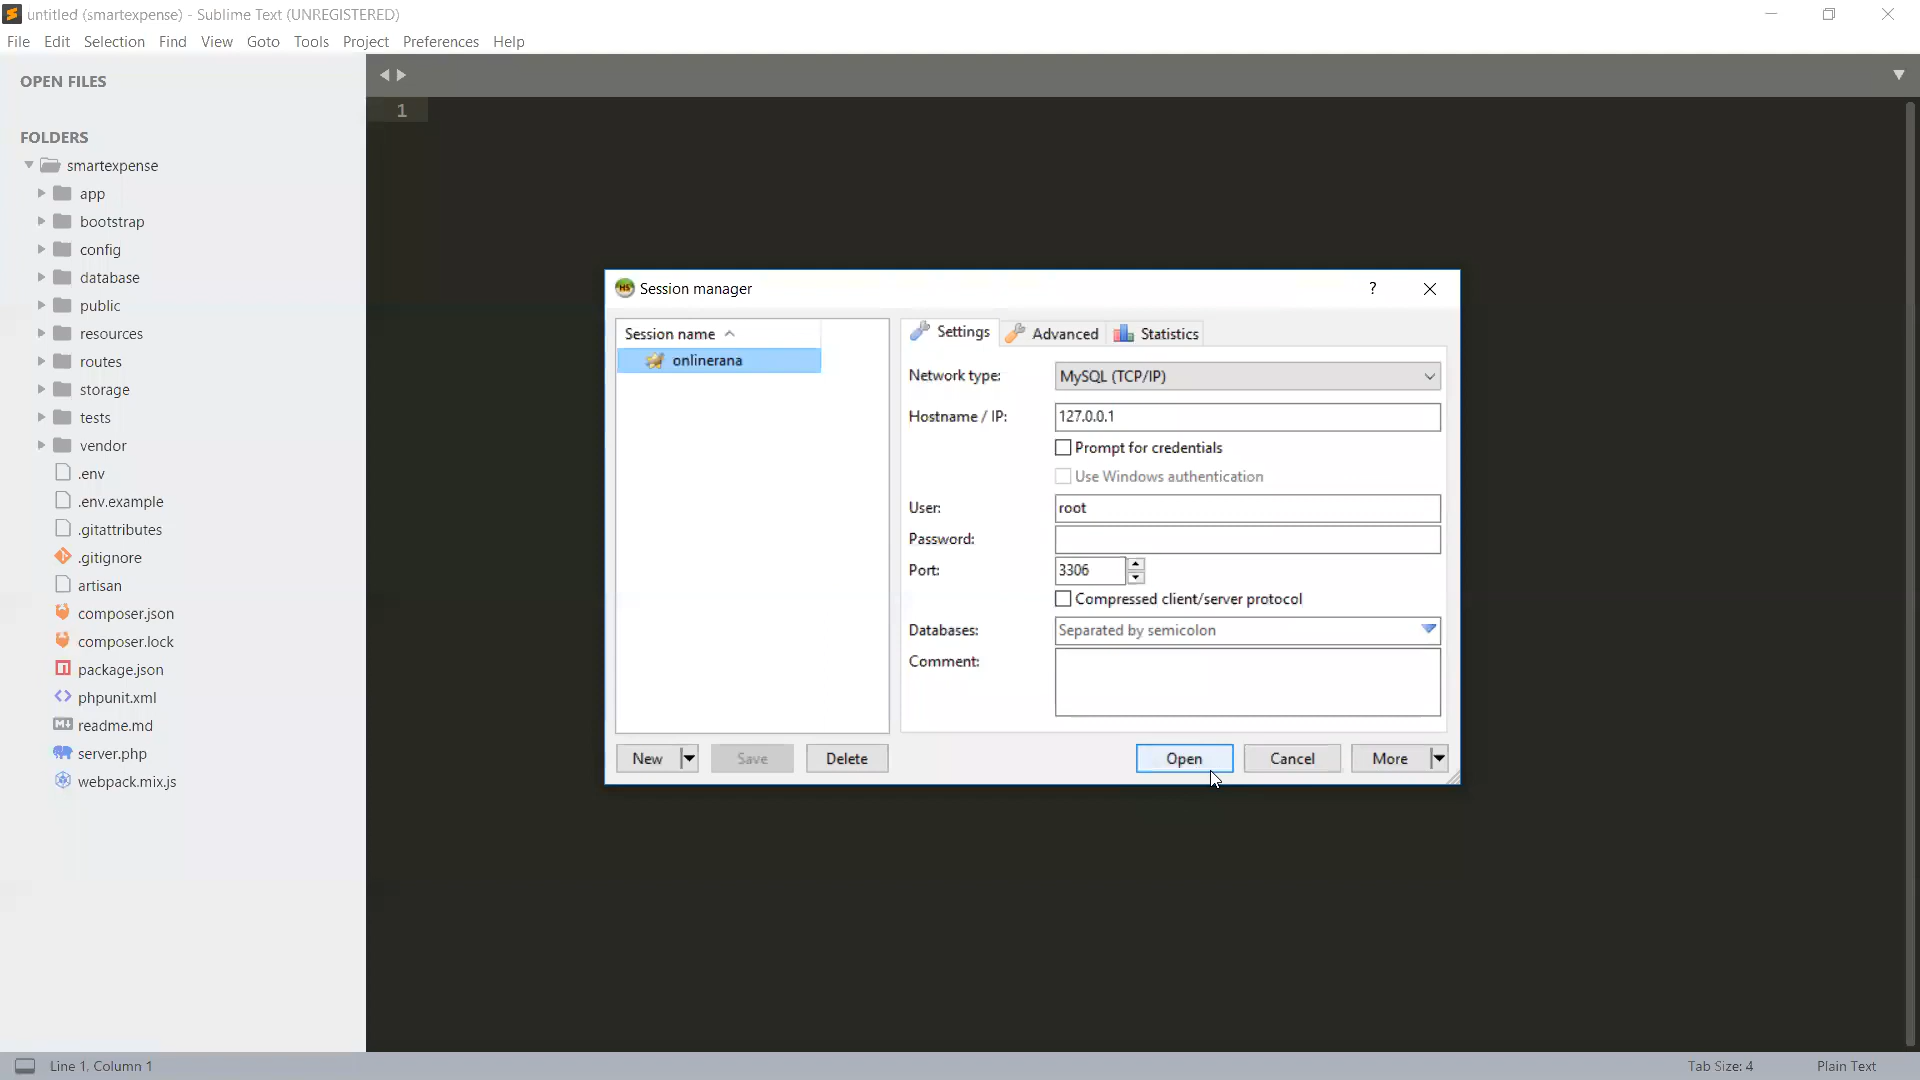 untitled (smartexpense) - Sublime Text (UNREGISTERED)
File Edit Selection Find View Goto Tools Project Preferences Help
OPEN FILES
1
FOLDERS
smartexpense
app
bootstrap
config
database
public
resources
routes
storage
tests
vendor
.env
.env.example
.gitattributes
.gitignore
artisan
composer.json
composer.lock
package.json
phpunit.xml
readme.md
server.php
webpack.mix.js
HS Session manager ?
Session name
onlinerana
Settings Advanced Statistics
Network type: MySQL (TCP/IP)
Hostname / IP: 127.0.0.1
Prompt for credentials
Use Windows authentication
User: root
Password:
Port: 3306
Compressed client/server protocol
Databases: Separated by semicolon
Comment:
New Save Delete Open Cancel More
Line 1, Column 1 Tab Size: 4 Plain Text